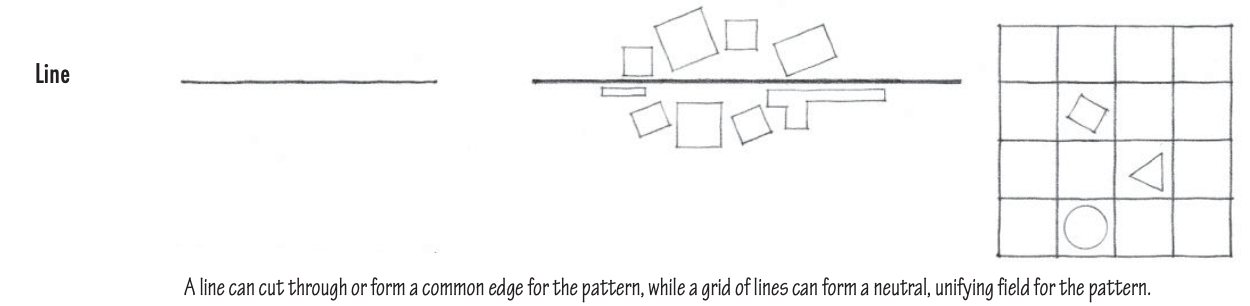 Line
A line can cut through or form a common edge for the pattern, while a grid of lines can form a neutral, unifying field for the pattern.